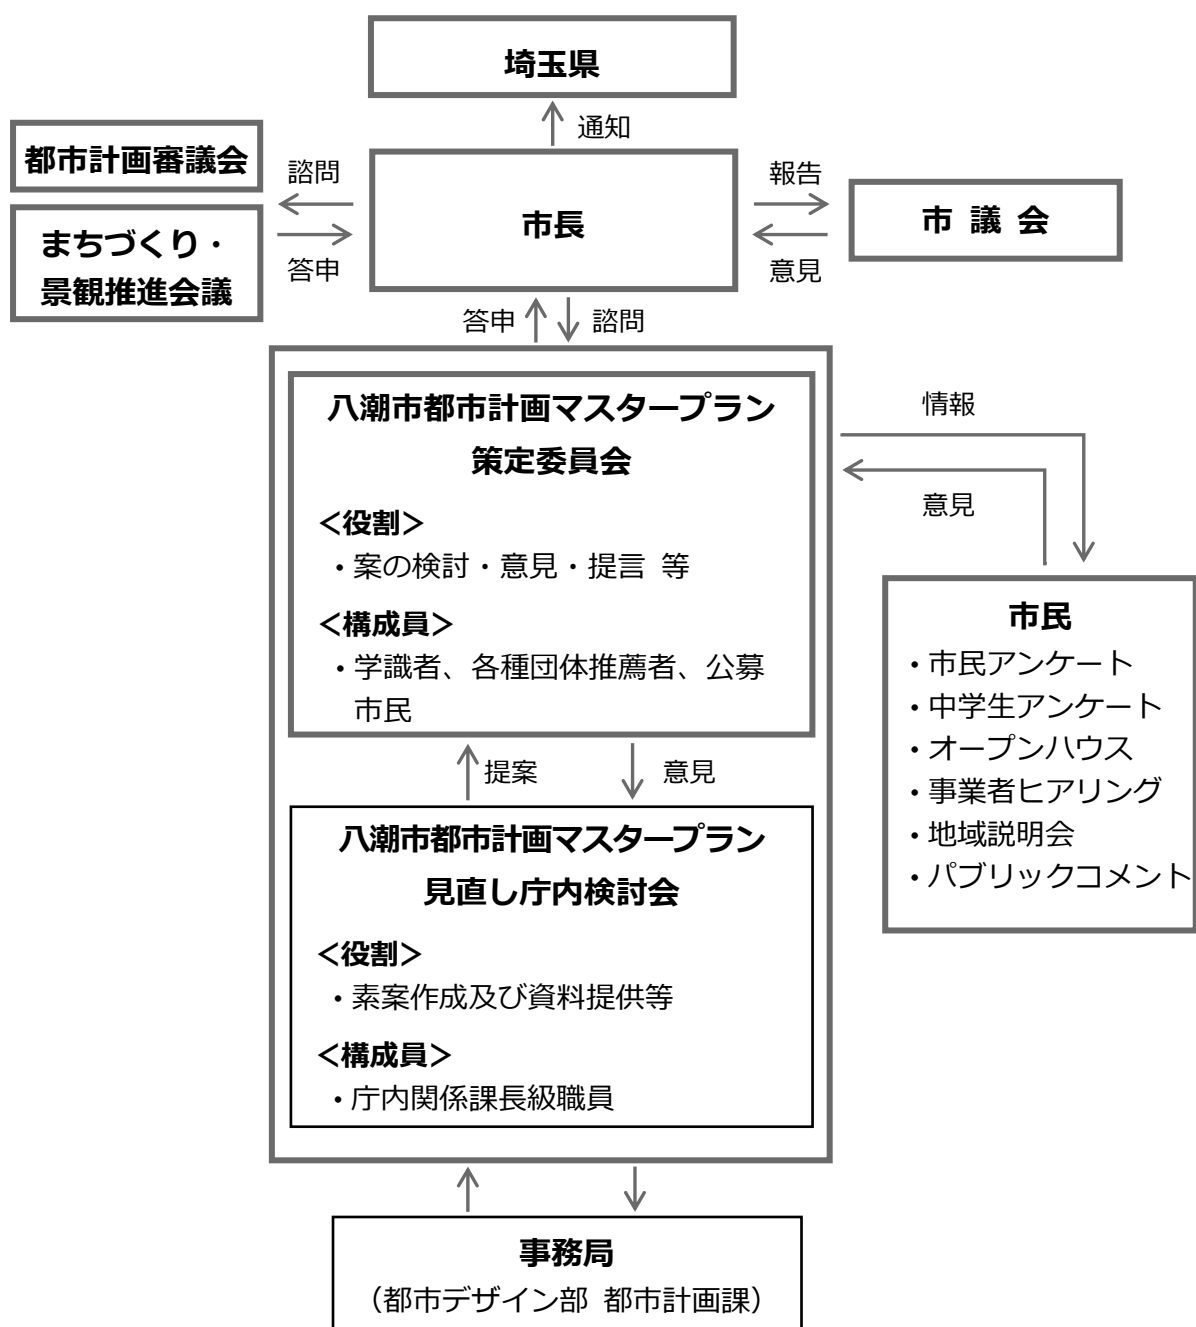 埼玉県
通知
都市計画審議会
まちづくり・
景観推進会議
諮問
答申
市長
報告
意見
市 議 会
答申
諮問
八潮市都市計画マスタープラン
策定委員会
＜役割＞
・案の検討・意見・提言 等
＜構成員＞
・学識者、各種団体推薦者、公募
市民
情報
意見
市民
・市民アンケート
・中学生アンケート
・オープンハウス
・事業者ヒアリング
・地域説明会
・パブリックコメント
提案
意見
八潮市都市計画マスタープラン
見直し庁内検討会
＜役割＞
・素案作成及び資料提供等
＜構成員＞
・庁内関係課長級職員
事務局
（都市デザイン部 都市計画課）